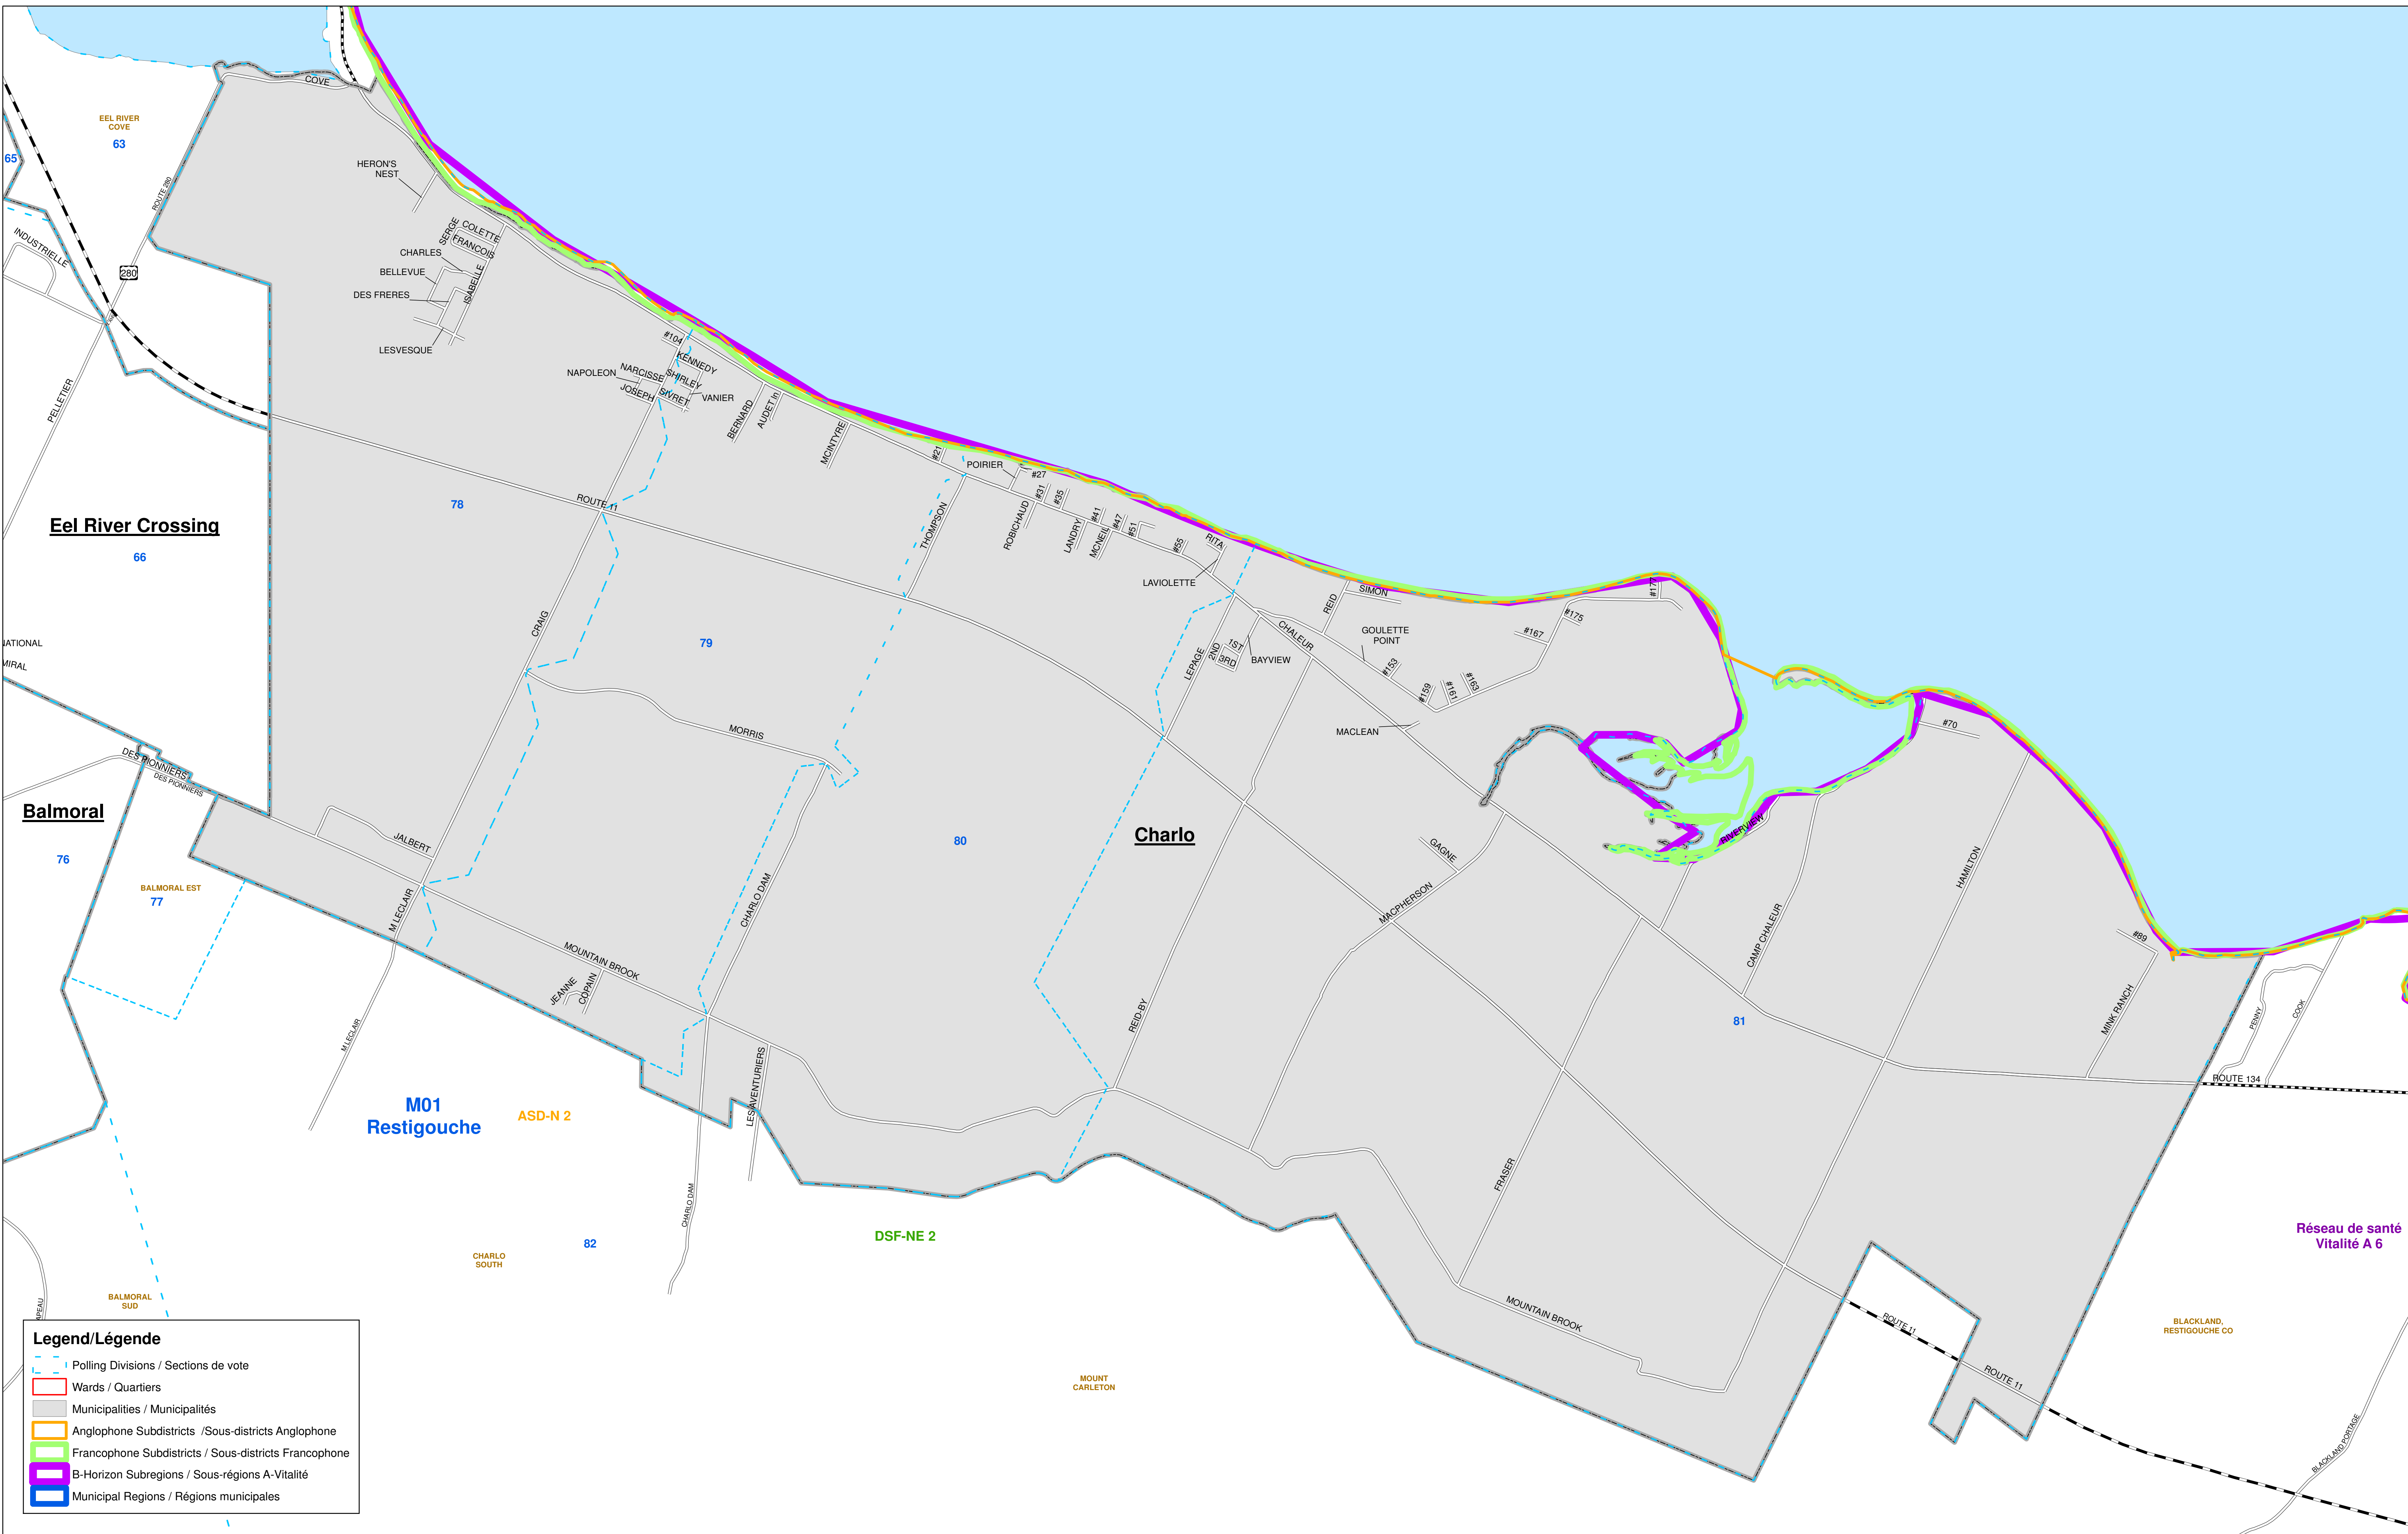 COVE
EEL RIVER
COVE
63
65
HERON'S
NEST
ROUTE 280
INDUSTRIELLE
280
SERGE
COLETTE
FRANCOIS
CHARLES
BELLEVUE
ISABELLE
DES FRERES
LESVESQUE
#104
KENNEDY
NARCISSE
SHIRLEY
NAPOLEON
JOSEPH
SIVRET
VANIER
PELLETIER
BERNARD
AUDET ln
MCINTYRE
#21
POIRIER
#27
#31
#35
ROBICHAUD
#41
#47
#51
LANDRY
MCNEIL
#55
RITA
LAVIOLETTE
78
ROUTE 11
THOMPSON
Eel River Crossing
66
CRAIG
79
REID
SIMON
#177
#175
#167
CHALEUR
GOULETTE
POINT
1ST
2ND
3RD
BAYVIEW
LEPAGE
#153
#159
#161
#163
MACLEAN
#70
NATIONAL
MIRAL
MORRIS
DES PIONNIERS
DES PIONNIERS
Balmoral
76
BALMORAL EST
77
JALBERT
80
Charlo
GAGNE
MACPHERSON
RIVERVIEW
HAMILTON
CHARLO DAM
M LECLAIR
CAMP CHALEUR
#89
MOUNTAIN BROOK
JEANNE
COPAIN
REID-BY
81
MINK RANCH
PENNY
COOK
M LECLAIR
LES AVENTURIERS
ROUTE 134
M01
Restigouche
ASD-N 2
FRASER
CHARLO DAM
DSF-NE 2
82
CHARLO
SOUTH
Réseau de santé
Vitalité A 6
BALMORAL
SUD
APEAU
MOUNTAIN BROOK
ROUTE 11
BLACKLAND,
RESTIGOUCHE CO
MOUNT
CARLETON
ROUTE 11
BLACKLAND PORTAGE
Legend/Légende
Polling Divisions / Sections de vote
Wards / Quartiers
Municipalities / Municipalités
Anglophone Subdistricts /Sous-districts Anglophone
Francophone Subdistricts / Sous-districts Francophone
B-Horizon Subregions / Sous-régions A-Vitalité
Municipal Regions / Régions municipales